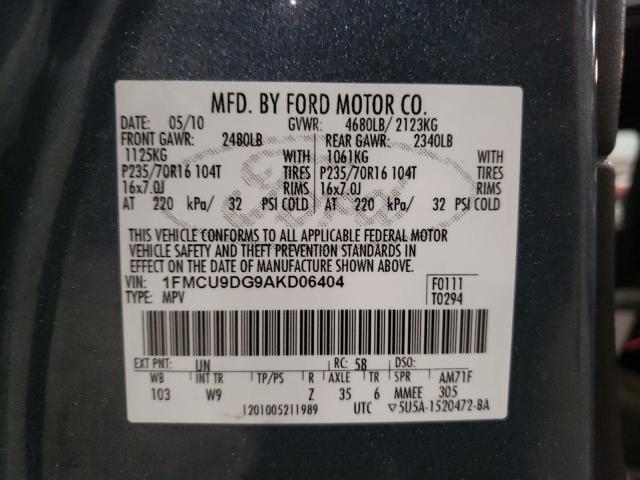 MFD. BY FORD MOTOR CO.
DATE: 05/10 GVWR: 4680LB/ 2123KG
FRONT GAWR: 2480LB REAR GAWR: 2340LB
1125KG WITH 1061KG WITH
P235/70R16 104T TIRES P235/70R16 104T TIRES
16x7.0J RIMS 16x7.0J RIMS
AT 220 kPa/ 32 PSI COLD AT 220 kPa/ 32 PSI COLD
THIS VEHICLE CONFORMS TO ALL APPLICABLE FEDERAL MOTOR
VEHICLE SAFETY AND THEFT PREVENTION STANDARDS IN
EFFECT ON THE DATE OF MANUFACTURE SHOWN ABOVE.
VIN: 1FMCU9DG9AKD06404 F0111
TYPE: MPV T0294
EXT PNT: UN RC: 58 DSO:
WB INT TR TP/PS R AXLE TR SPR AM71F
103 W9 Z 35 6 MMEE 305
1201005211989 UTC ▽5U5A-1520472-BA